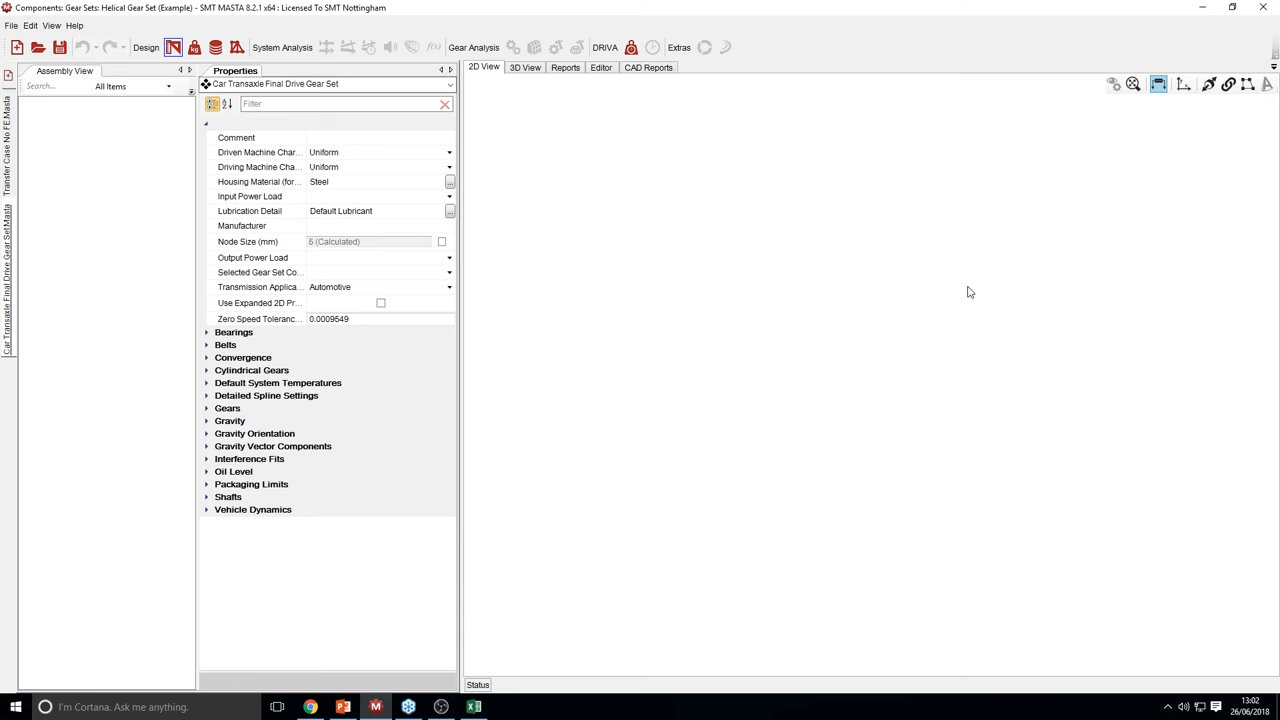 Components: Gear Sets: Helical Gear Set (Example) - SMT MASTA 8.2.1 x64 : Licensed To SMT Nottingham
File Edit View Help
Design System Analysis Gear Analysis DRIVA Extras
Assembly View
Search... All Items
Transfer Case No FE.Masta
Car Transaxle Final Drive Gear Set.Masta
Properties
Car Transaxle Final Drive Gear Set
Filter
Comment
Driven Machine Char... Uniform
Driving Machine Cha... Uniform
Housing Material (for... Steel
Input Power Load
Lubrication Detail Default Lubricant
Manufacturer
Node Size (mm) 5 (Calculated)
Output Power Load
Selected Gear Set Co...
Transmission Applica... Automotive
Use Expanded 2D Pr...
Zero Speed Toleranc... 0.0009549
Bearings
Belts
Convergence
Cylindrical Gears
Default System Temperatures
Detailed Spline Settings
Gears
Gravity
Gravity Orientation
Gravity Vector Components
Interference Fits
Oil Level
Packaging Limits
Shafts
Vehicle Dynamics
2D View 3D View Reports Editor CAD Reports
Status
I'm Cortana. Ask me anything.
13:02
26/06/2018